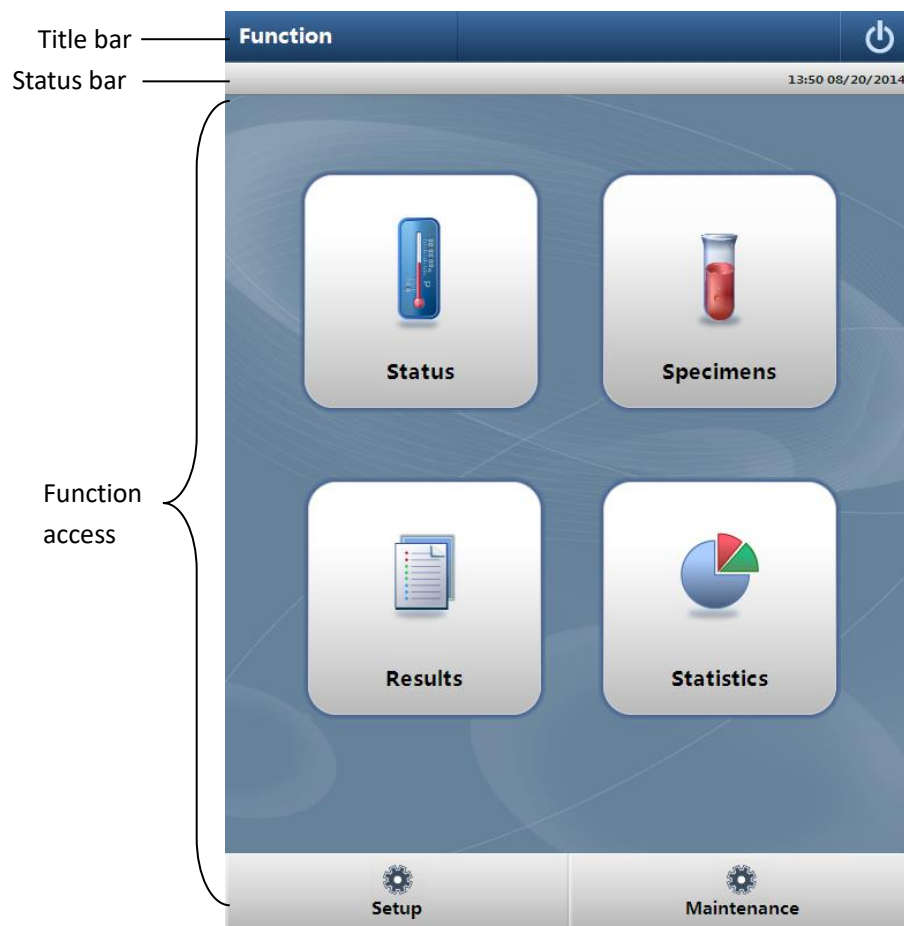 Title bar
Function
Status bar
13:50 08/20/2014
Status
Specimens
Function
access
Results
Statistics
Setup
Maintenance